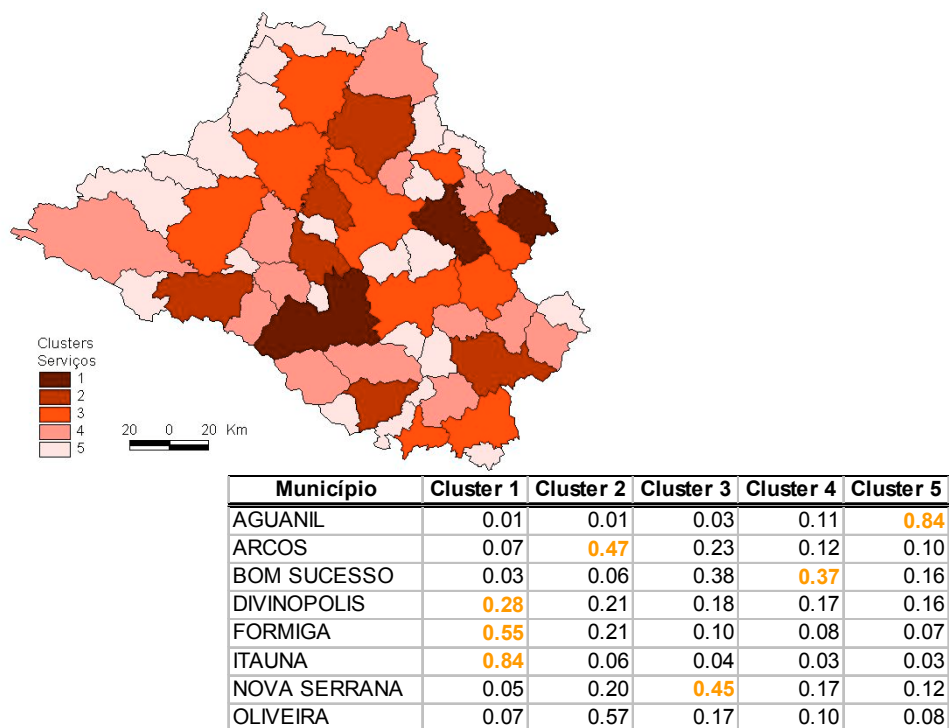 Clusters
Serviços
1
2
3
4
5
20 0 20 Km
Município Cluster 1 Cluster 2 Cluster 3 Cluster 4 Cluster 5
AGUANIL 0.01 0.01 0.03 0.11 0.84
ARCOS 0.07 0.47 0.23 0.12 0.10
BOM SUCESSO 0.03 0.06 0.38 0.37 0.16
DIVINOPOLIS 0.28 0.21 0.18 0.17 0.16
FORMIGA 0.55 0.21 0.10 0.08 0.07
ITAUNA 0.84 0.06 0.04 0.03 0.03
NOVA SERRANA 0.05 0.20 0.45 0.17 0.12
OLIVEIRA 0.07 0.57 0.17 0.10 0.08